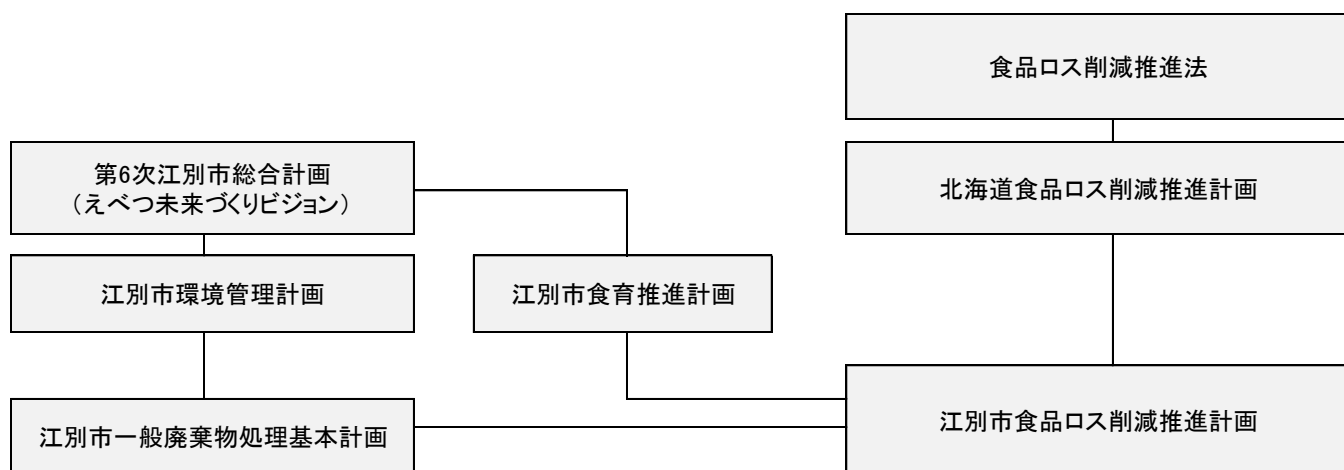 食品ロス削減推進法
第6次江別市総合計画
(えべつ未来づくりビジョン)
北海道食品ロス削減推進計画
江別市環境管理計画
江別市食育推進計画
江別市一般廃棄物処理基本計画
江別市食品ロス削減推進計画